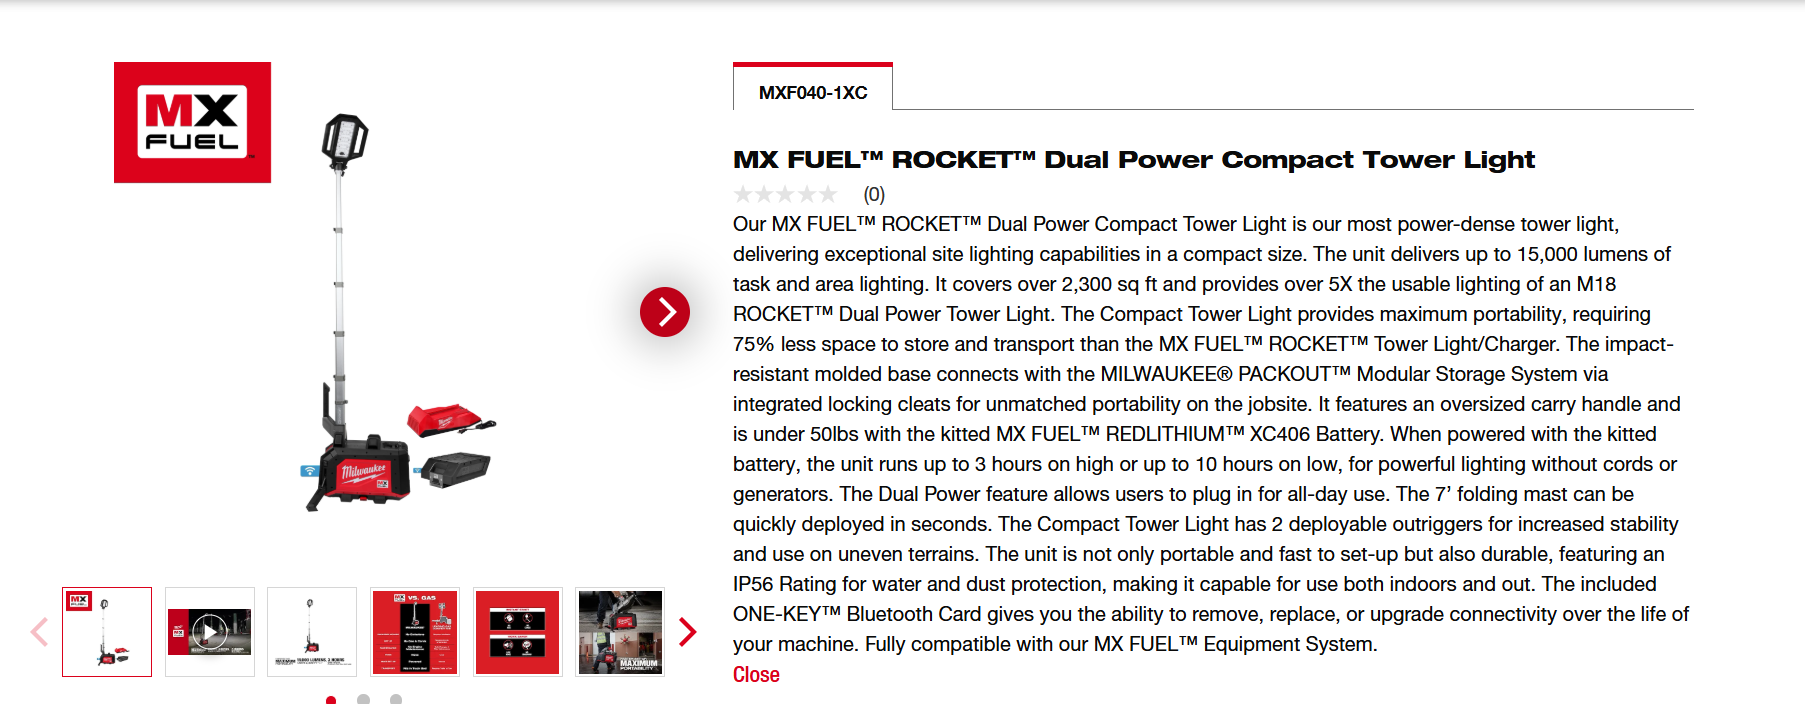 MX
FUEL™
MXF040-1XC
MX FUEL™ ROCKET™ Dual Power Compact Tower Light
(0)
Our MX FUEL™ ROCKET™ Dual Power Compact Tower Light is our most power-dense tower light,
delivering exceptional site lighting capabilities in a compact size. The unit delivers up to 15,000 lumens of
task and area lighting. It covers over 2,300 sq ft and provides over 5X the usable lighting of an M18
ROCKET™ Dual Power Tower Light. The Compact Tower Light provides maximum portability, requiring
75% less space to store and transport than the MX FUEL™ ROCKET™ Tower Light/Charger. The impact-
resistant molded base connects with the MILWAUKEE® PACKOUT™ Modular Storage System via
integrated locking cleats for unmatched portability on the jobsite. It features an oversized carry handle and
is under 50lbs with the kitted MX FUEL™ REDLITHIUM™ XC406 Battery. When powered with the kitted
battery, the unit runs up to 3 hours on high or up to 10 hours on low, for powerful lighting without cords or
generators. The Dual Power feature allows users to plug in for all-day use. The 7’ folding mast can be
quickly deployed in seconds. The Compact Tower Light has 2 deployable outriggers for increased stability
and use on uneven terrains. The unit is not only portable and fast to set-up but also durable, featuring an
IP56 Rating for water and dust protection, making it capable for use both indoors and out. The included
ONE-KEY™ Bluetooth Card gives you the ability to remove, replace, or upgrade connectivity over the life of
your machine. Fully compatible with our MX FUEL™ Equipment System.
Close
Milwaukee
MX
MX
FUEL
MX
MX VS. GAS
MAXIMUM
PORTABILITY